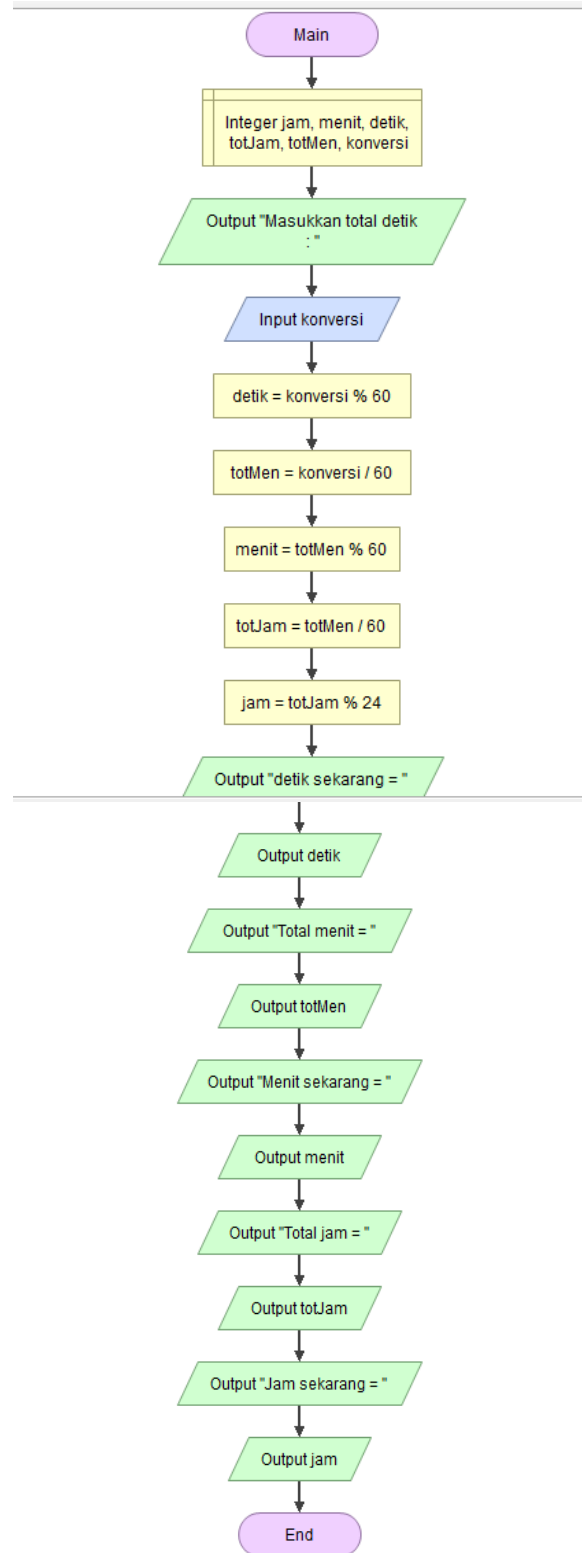 Main
Integer jam, menit, detik,
totJam, totMen, konversi
Output "Masukkan total detik
: "
Input konversi
detik = konversi % 60
totMen = konversi / 60
menit = totMen % 60
totJam = totMen / 60
jam = totJam % 24
Output "detik sekarang = "
Output detik
Output "Total menit = "
Output totMen
Output "Menit sekarang = "
Output menit
Output "Total jam = "
Output totJam
Output "Jam sekarang = "
Output jam
End